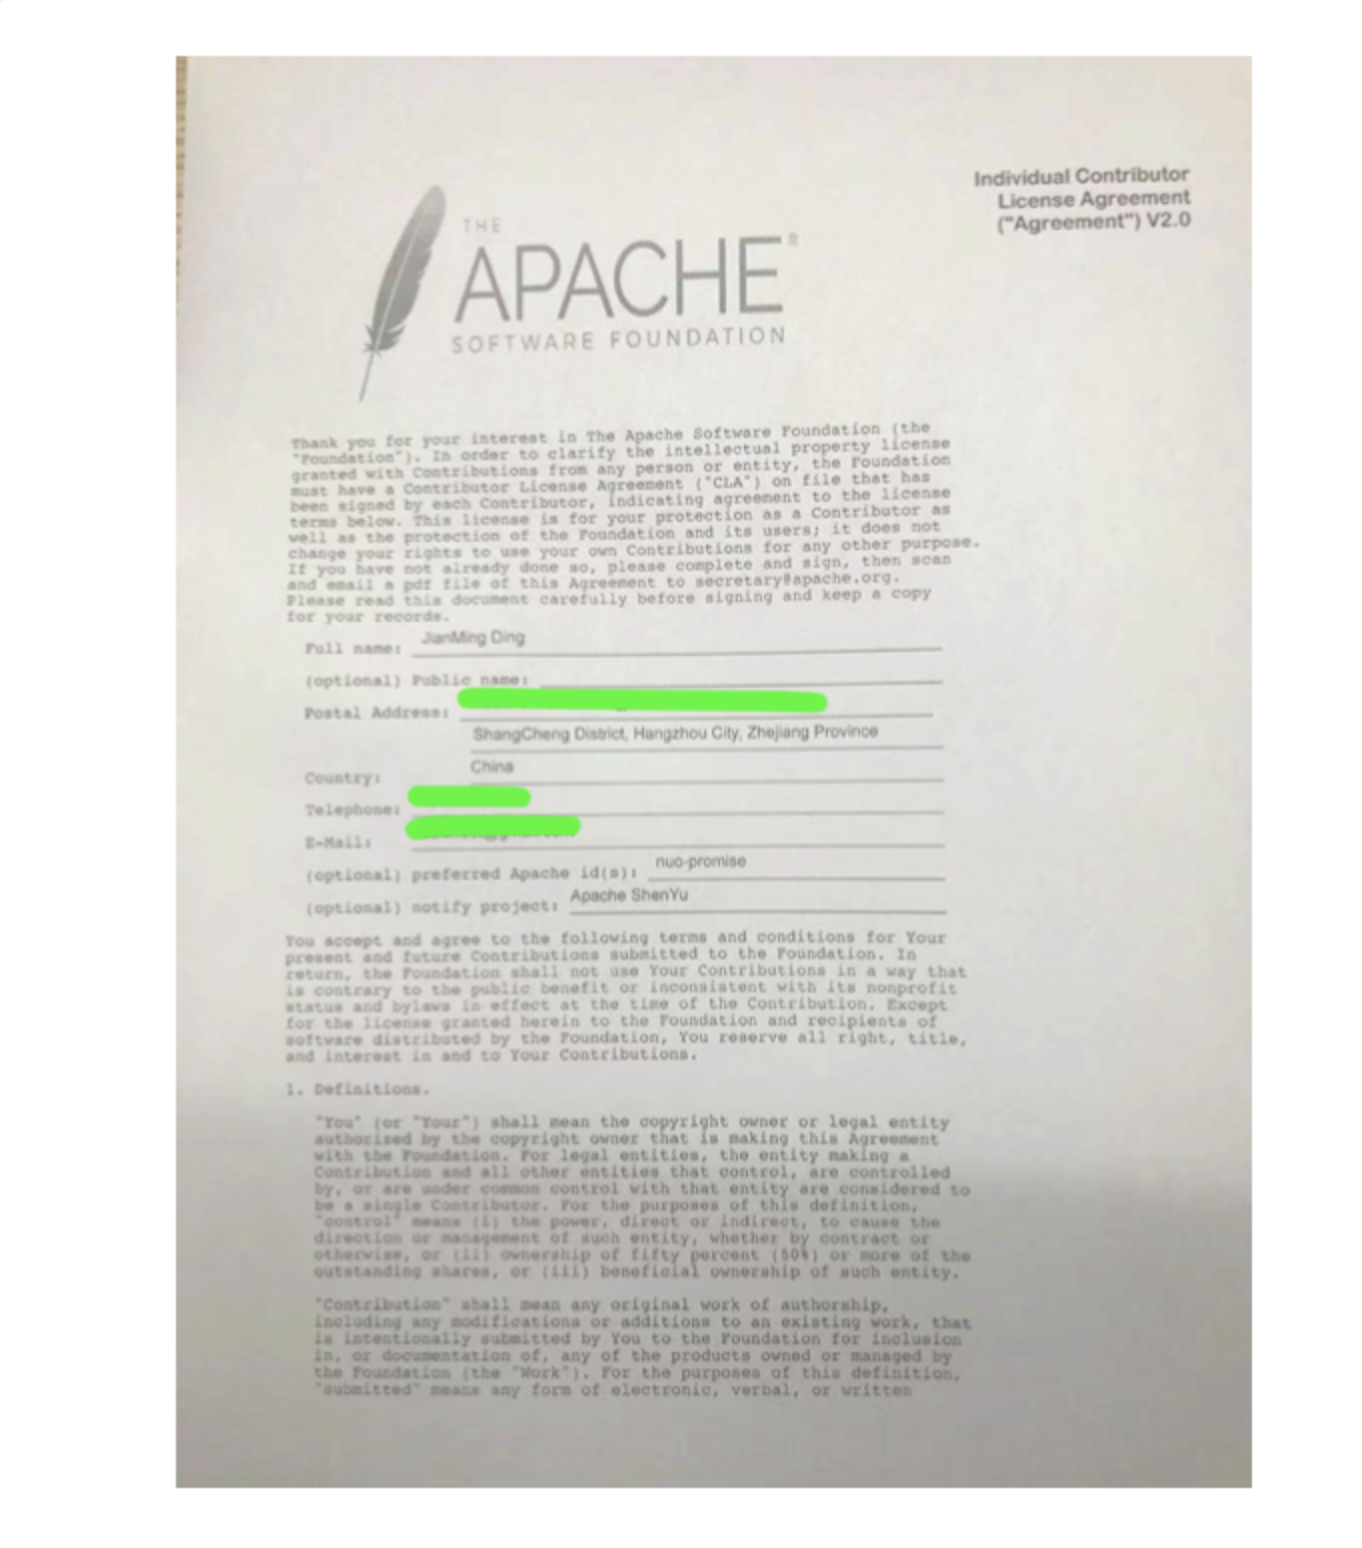 Individual Contributor
License Agreement
("Agreement") V2.0
THE
APACHE®
SOFTWARE FOUNDATION
Thank you for your interest in The Apache Software Foundation (the
"Foundation"). In order to clarify the intellectual property license
granted with Contributions from any person or entity, the Foundation
must have a Contributor License Agreement ("CLA") on file that has
been signed by each Contributor, indicating agreement to the license
terms below. This license is for your protection as a Contributor as
well as the protection of the Foundation and its users; it does not
change your rights to use your own Contributions for any other purpose.
If you have not already done so, please complete and sign, then scan
and email a pdf file of this Agreement to secretary@apache.org.
Please read this document carefully before signing and keep a copy
for your records.
Full name: JianMing Ding
(optional) Public name:
Postal Address:
ShangCheng District, Hangzhou City, Zhejiang Province
Country: China
Telephone:
E-Mail:
(optional) preferred Apache id(s): nuo-promise
(optional) notify project: Apache ShenYu
You accept and agree to the following terms and conditions for Your
present and future Contributions submitted to the Foundation. In
return, the Foundation shall not use Your Contributions in a way that
is contrary to the public benefit or inconsistent with its nonprofit
status and bylaws in effect at the time of the Contribution. Except
for the license granted herein to the Foundation and recipients of
software distributed by the Foundation, You reserve all right, title,
and interest in and to Your Contributions.
1. Definitions.
"You" (or "Your") shall mean the copyright owner or legal entity
authorized by the copyright owner that is making this Agreement
with the Foundation. For legal entities, the entity making a
Contribution and all other entities that control, are controlled
by, or are under common control with that entity are considered to
be a single Contributor. For the purposes of this definition,
"control" means (i) the power, direct or indirect, to cause the
direction or management of such entity, whether by contract or
otherwise, or (ii) ownership of fifty percent (50%) or more of the
outstanding shares, or (iii) beneficial ownership of such entity.
"Contribution" shall mean any original work of authorship,
including any modifications or additions to an existing work, that
is intentionally submitted by You to the Foundation for inclusion
in, or documentation of, any of the products owned or managed by
the Foundation (the "Work"). For the purposes of this definition,
"submitted" means any form of electronic, verbal, or written